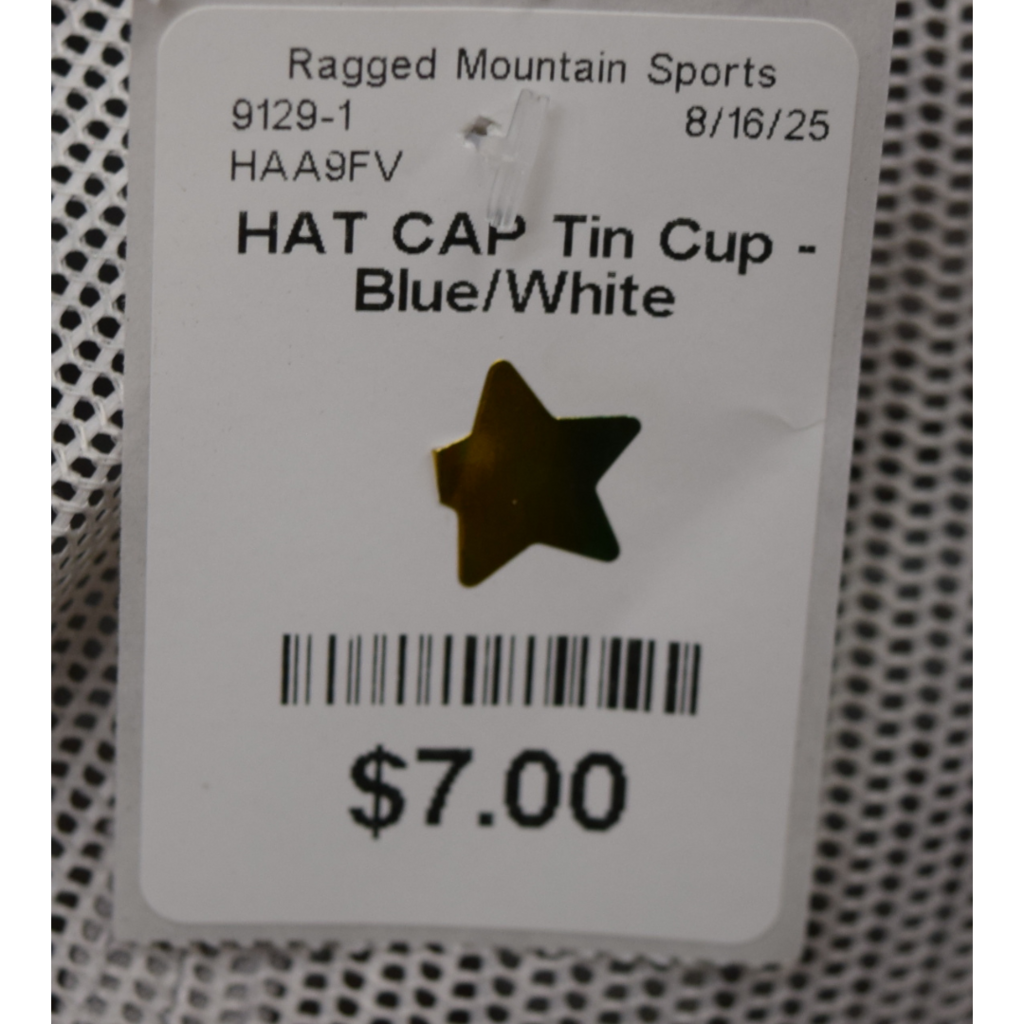 Ragged Mountain Sports
9129-1 8/16/25
HAA9FV
HAT CAP Tin Cup -
Blue/White
$7.00